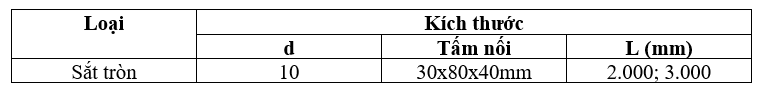 Loại Kích thước
d Tấm nối L (mm)
Sắt tròn 10 30x80x40mm 2.000; 3.000